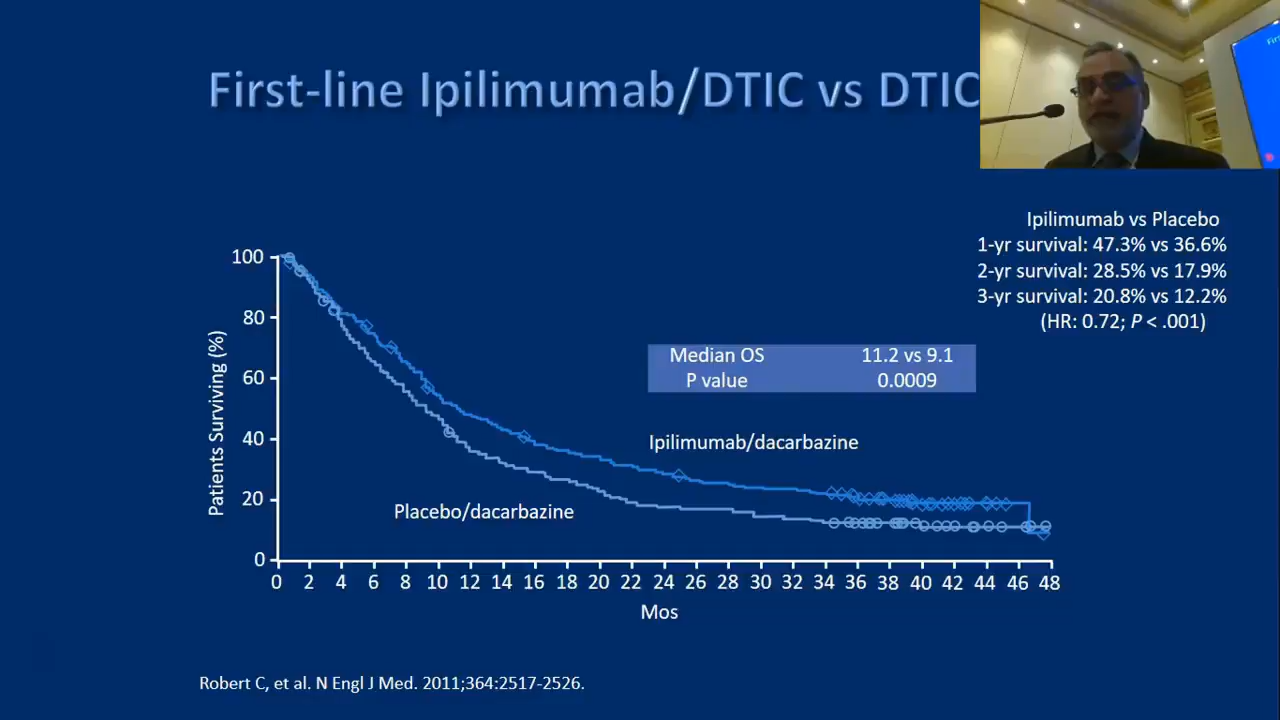 First-line Ipilimumab/DTIC vs DTIC
Ipilimumab vs Placebo
1-yr survival: 47.3% vs 36.6%
2-yr survival: 28.5% vs 17.9%
3-yr survival: 20.8% vs 12.2%
(HR: 0.72; P < .001)
Patients Surviving (%)
100
80
60
40
20
0
Median OS 11.2 vs 9.1
P value 0.0009
Ipilimumab/dacarbazine
Placebo/dacarbazine
0 2 4 6 8 10 12 14 16 18 20 22 24 26 28 30 32 34 36 38 40 42 44 46 48
Mos
Robert C, et al. N Engl J Med. 2011;364:2517-2526.